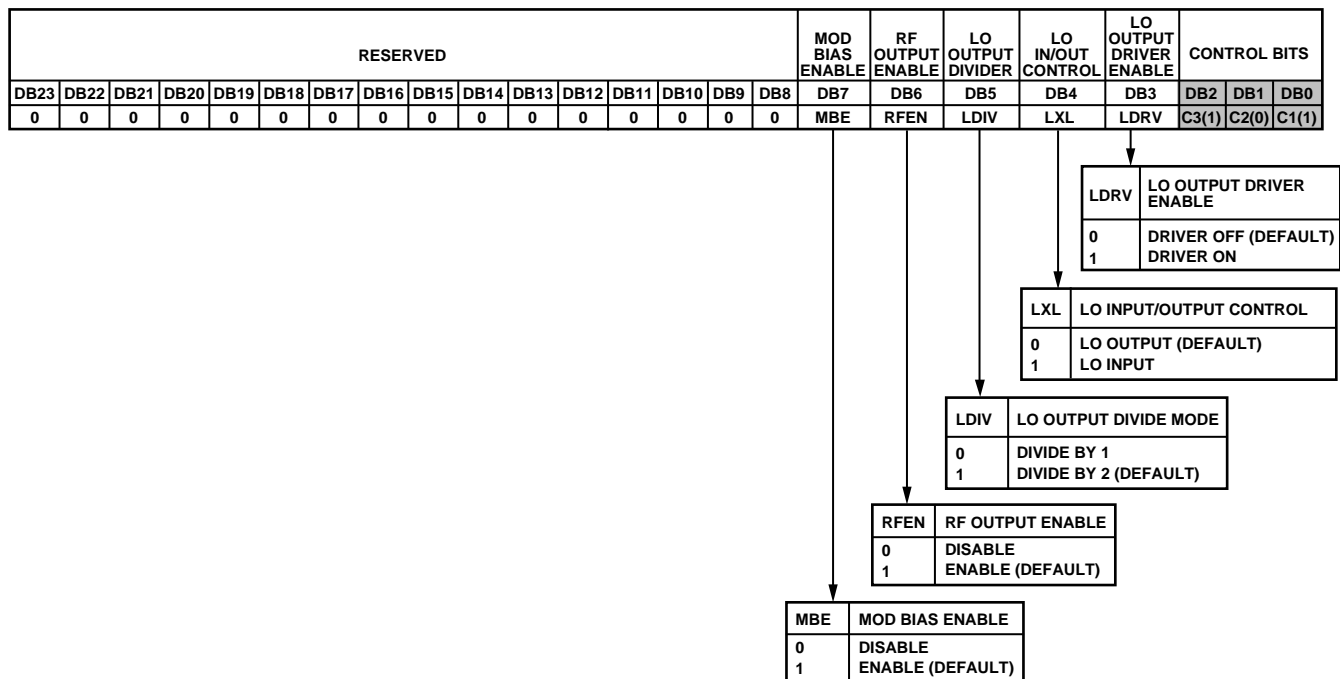 RESERVED
MOD BIAS ENABLE
RF OUTPUT ENABLE
LO OUTPUT DIVIDER
LO IN/OUT CONTROL
LO OUTPUT DRIVER ENABLE
CONTROL BITS
DB23 DB22 DB21 DB20 DB19 DB18 DB17 DB16 DB15 DB14 DB13 DB12 DB11 DB10 DB9 DB8 DB7 DB6 DB5 DB4 DB3 DB2 DB1 DB0
0 0 0 0 0 0 0 0 0 0 0 0 0 0 0 0 MBE RFEN LDIV LXL LDRV C3(1) C2(0) C1(1)
LDRV LO OUTPUT DRIVER ENABLE
0 DRIVER OFF (DEFAULT)
1 DRIVER ON
LXL LO INPUT/OUTPUT CONTROL
0 LO OUTPUT (DEFAULT)
1 LO INPUT
LDIV LO OUTPUT DIVIDE MODE
0 DIVIDE BY 1
1 DIVIDE BY 2 (DEFAULT)
RFEN RF OUTPUT ENABLE
0 DISABLE
1 ENABLE (DEFAULT)
MBE MOD BIAS ENABLE
0 DISABLE
1 ENABLE (DEFAULT)